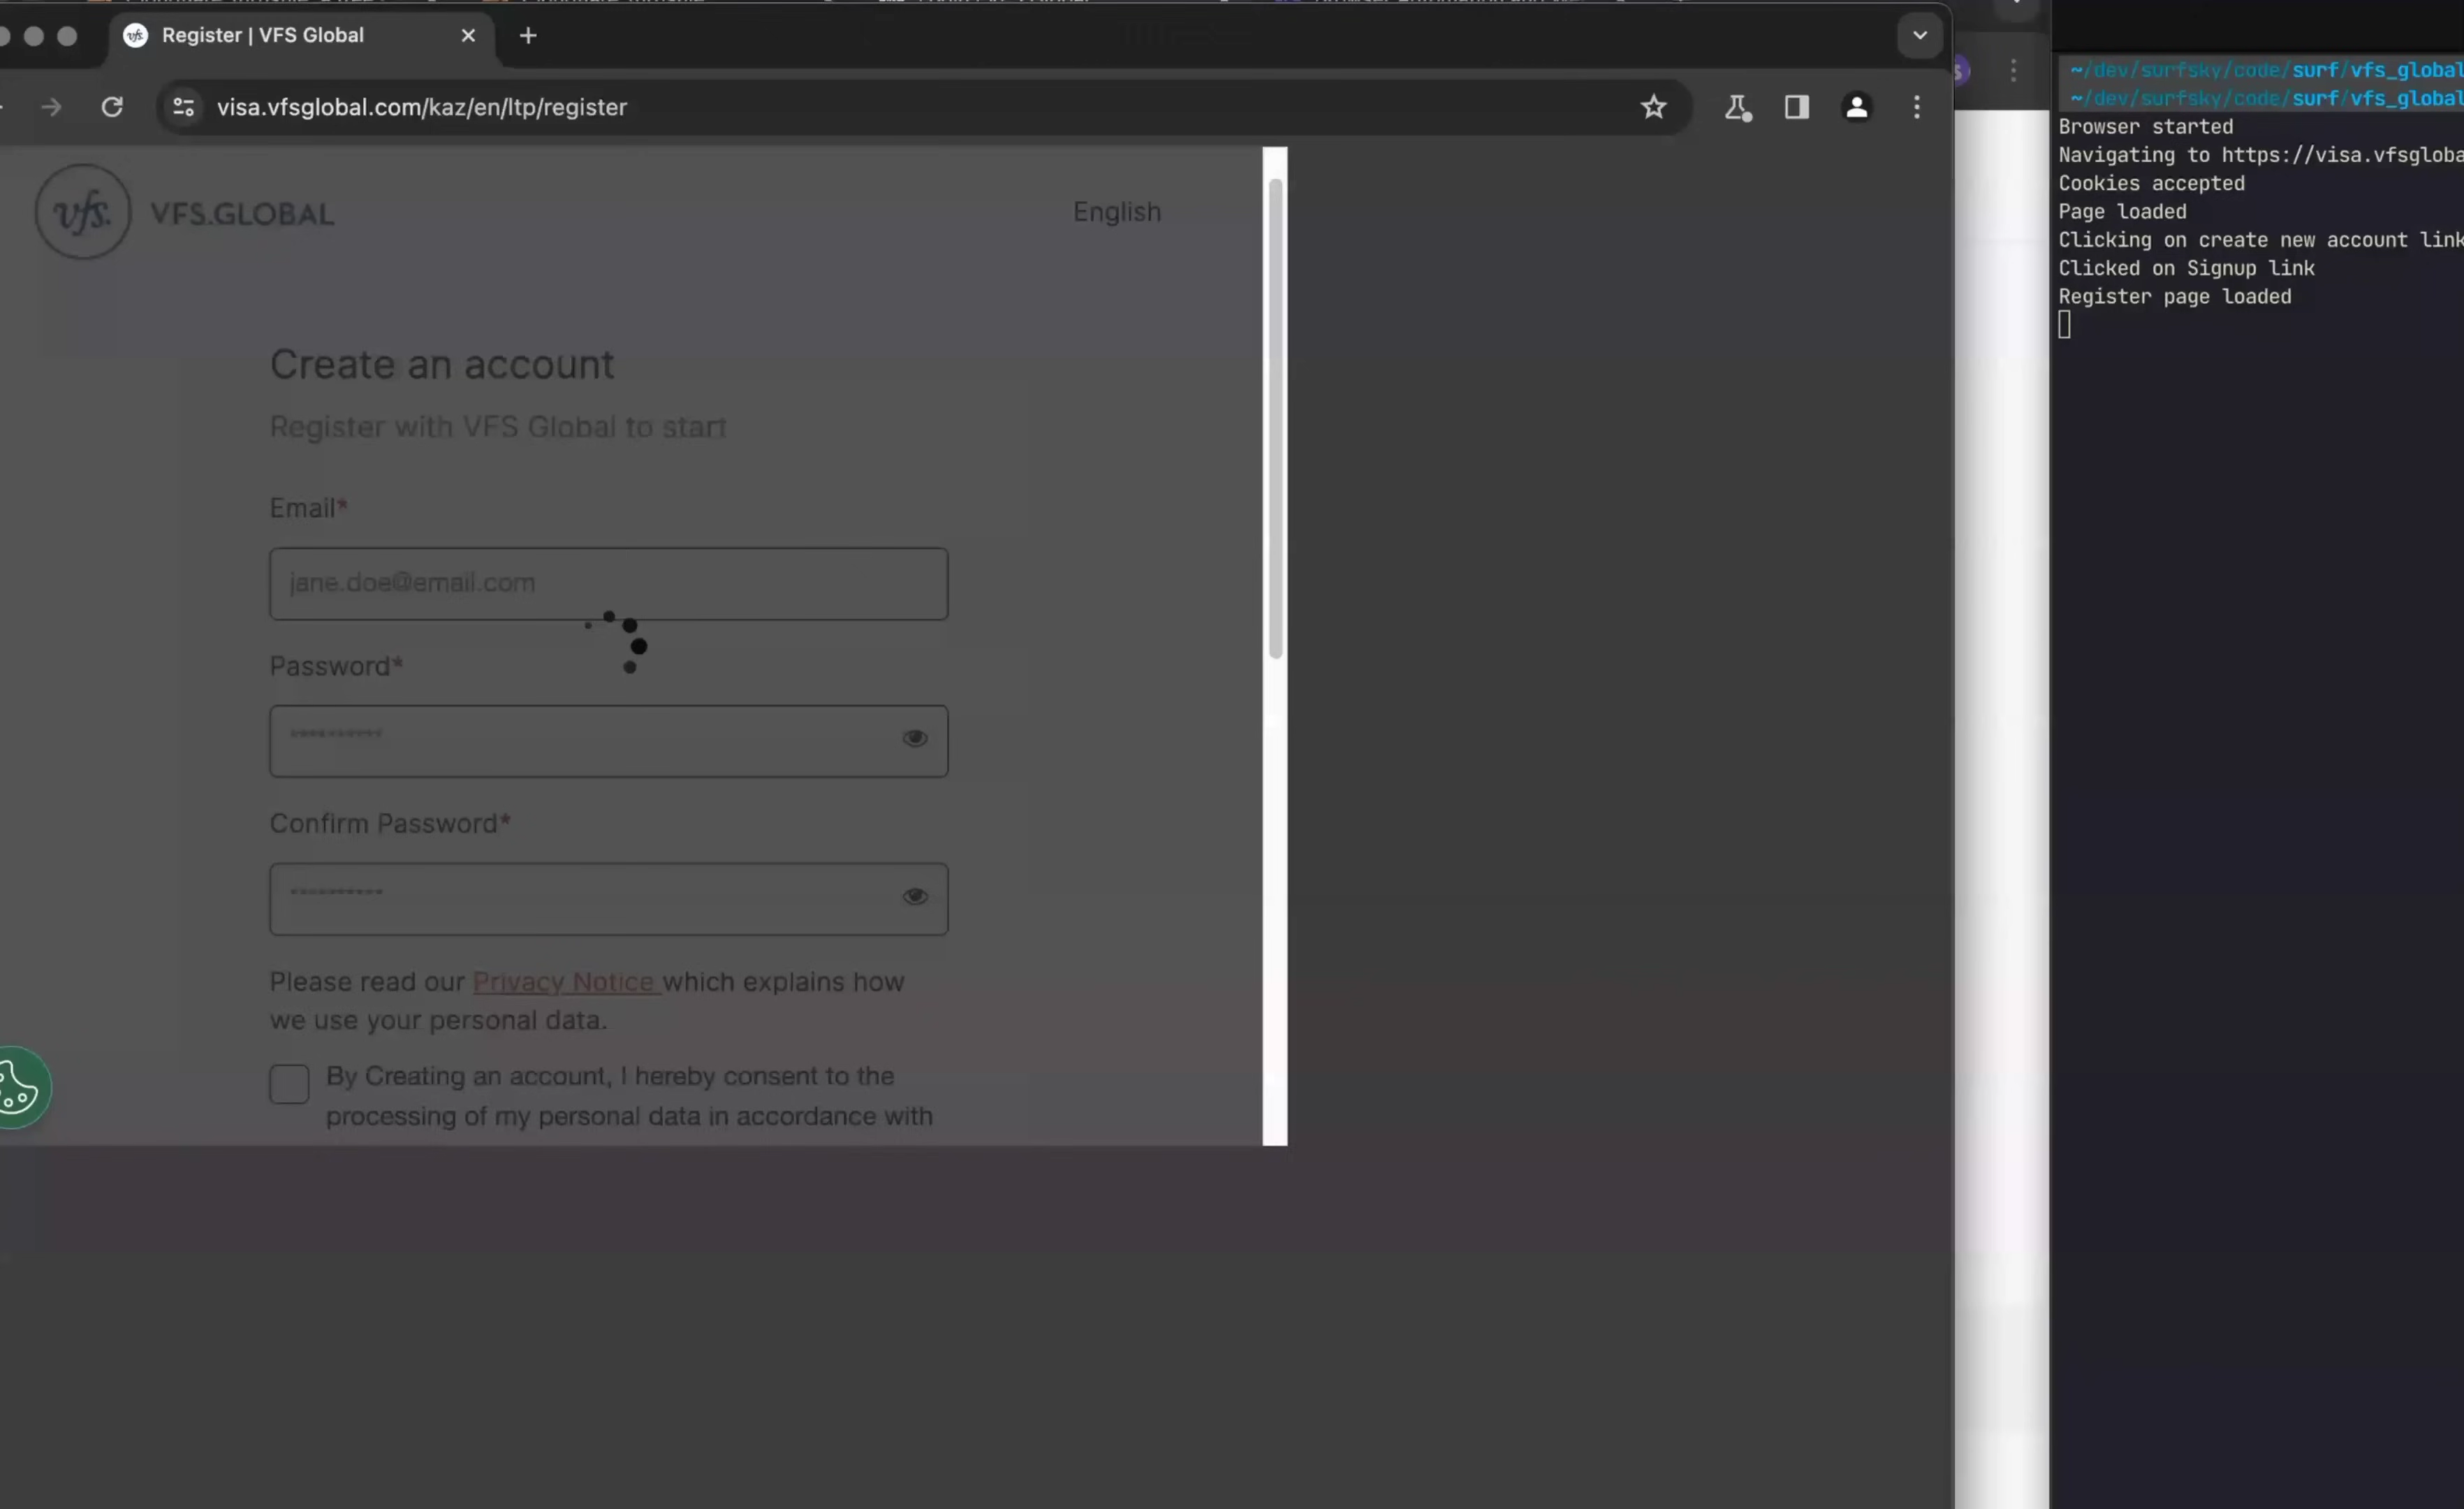 Register | VFS Global
visa.vfsglobal.com/kaz/en/ltp/register
vfs. VFS.GLOBAL
English
Create an account
Register with VFS Global to start
Email*
jane.doe@email.com
Password*
**********
Confirm Password*
**********
Please read our Privacy Notice which explains how
we use your personal data.
By Creating an account, I hereby consent to the
processing of my personal data in accordance with
~/dev/surfsky/code/surf/vfs_global
~/dev/surfsky/code/surf/vfs_global
Browser started
Navigating to https://visa.vfsgloba
Cookies accepted
Page loaded
Clicking on create new account link
Clicked on Signup link
Register page loaded